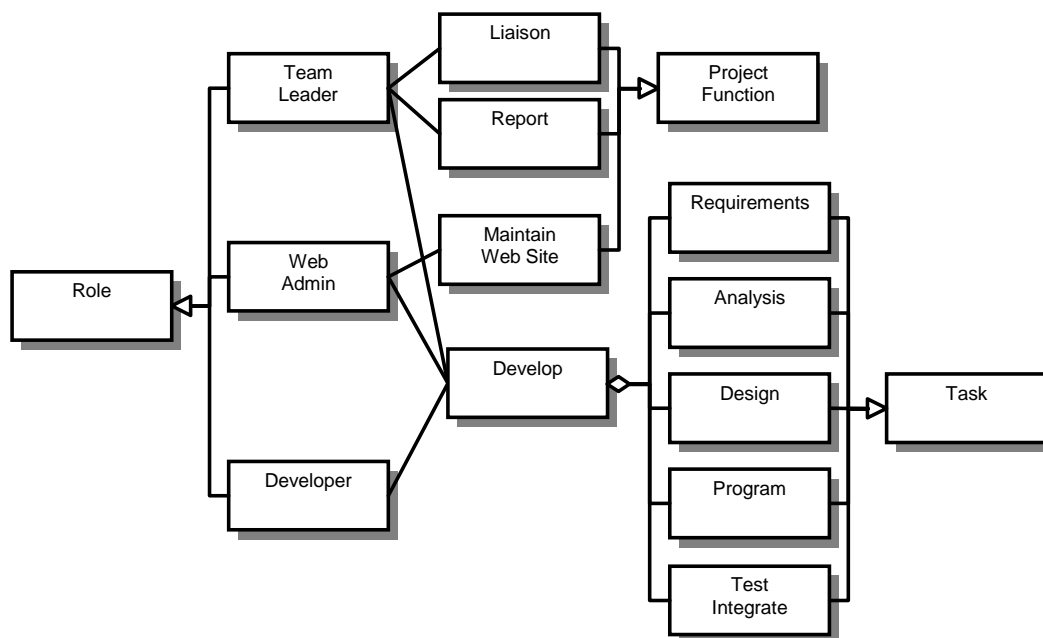 Liaison
Team
Leader
Project
Function
Report
Requirements
Maintain
Web Site
Web
Admin
Role
Analysis
Develop
Design
Task
Developer
Program
Test
Integrate